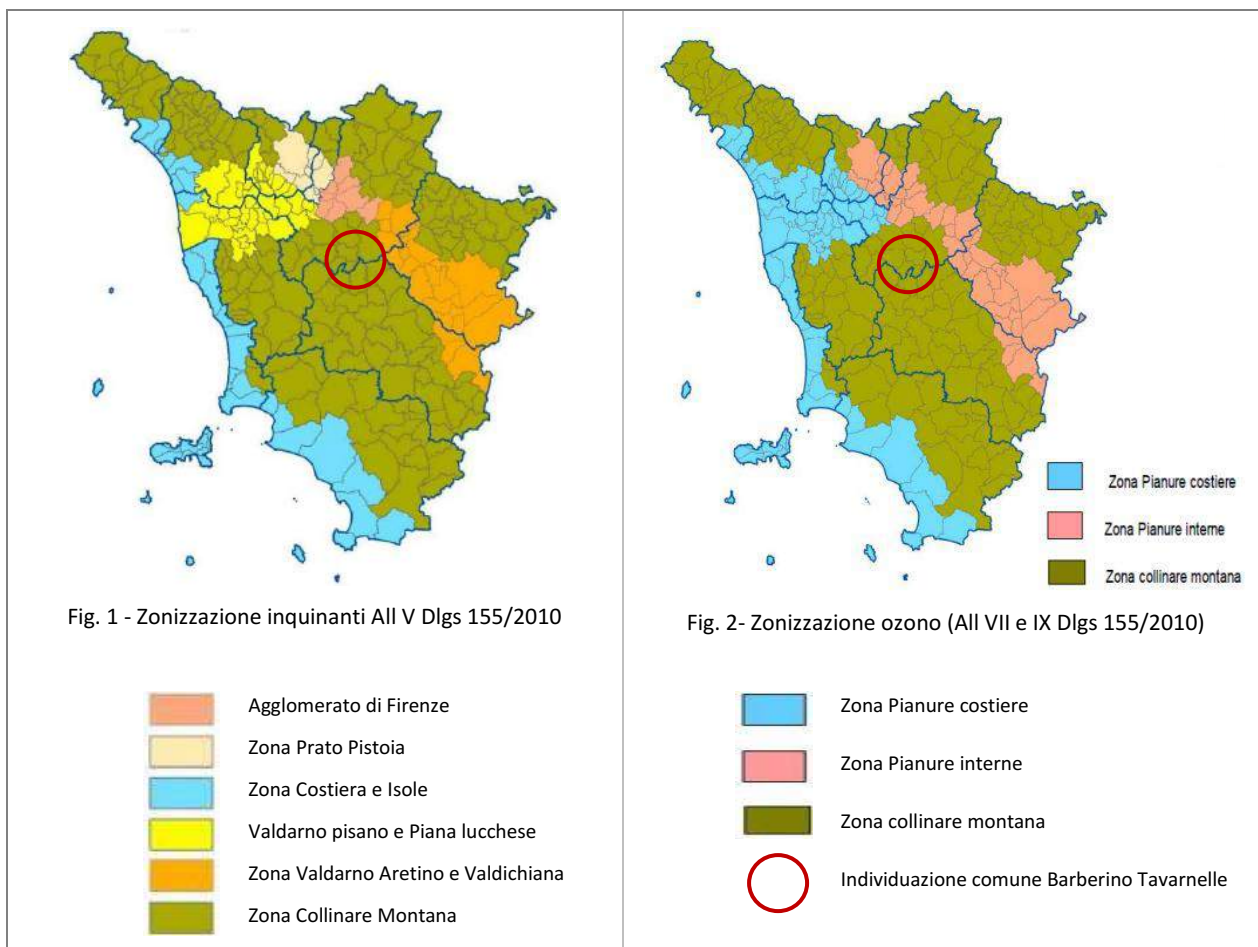 Fig. 1 - Zonizzazione inquinanti All V Dlgs 155/2010
Agglomerato di Firenze
Zona Prato Pistoia
Zona Costiera e Isole
Valdarno pisano e Piana lucchese
Zona Valdarno Aretino e Valdichiana
Zona Collinare Montana
Zona Pianure costiere
Zona Pianure interne
Zona collinare montana
Fig. 2- Zonizzazione ozono (All VII e IX Dlgs 155/2010)
Zona Pianure costiere
Zona Pianure interne
Zona collinare montana
Individuazione comune Barberino Tavarnelle